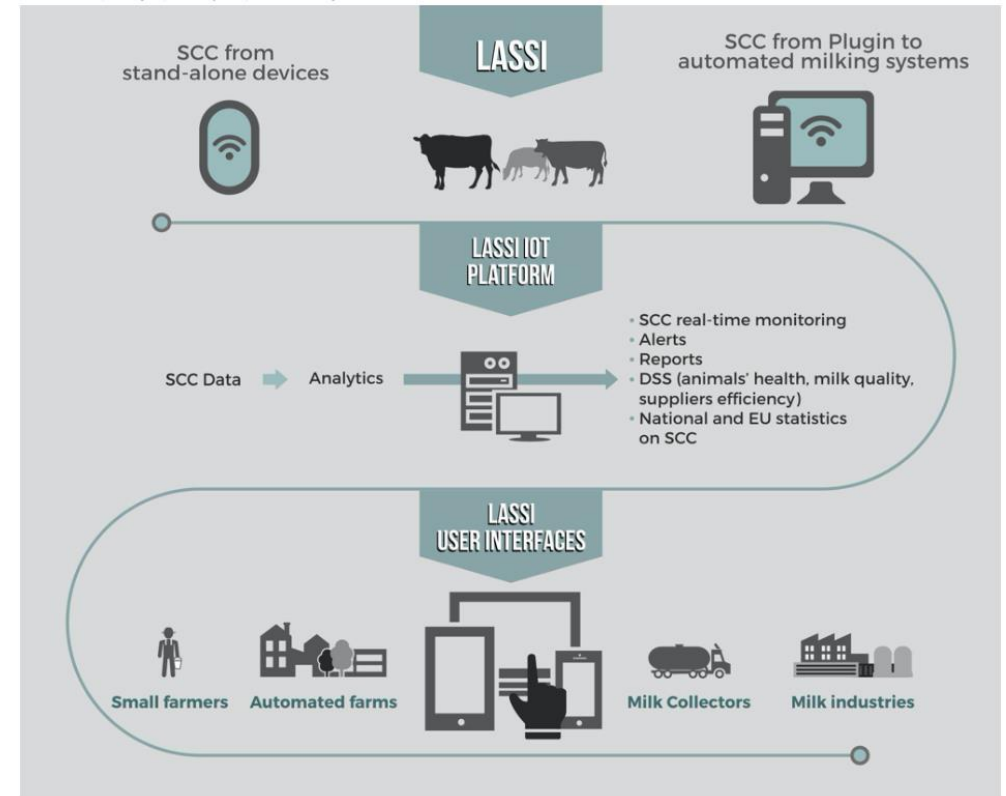 SCC from
stand-alone devices
LASSI
SCC from Plugin to
automated milking systems
LASSI IOT
PLATFORM
SCC Data
Analytics
• SCC real-time monitoring
• Alerts
• Reports
• DSS (animals' health, milk quality,
suppliers efficiency)
• National and EU statistics
on SCC
LASSI
USER INTERFACES
Small farmers
Automated farms
Milk Collectors
Milk industries